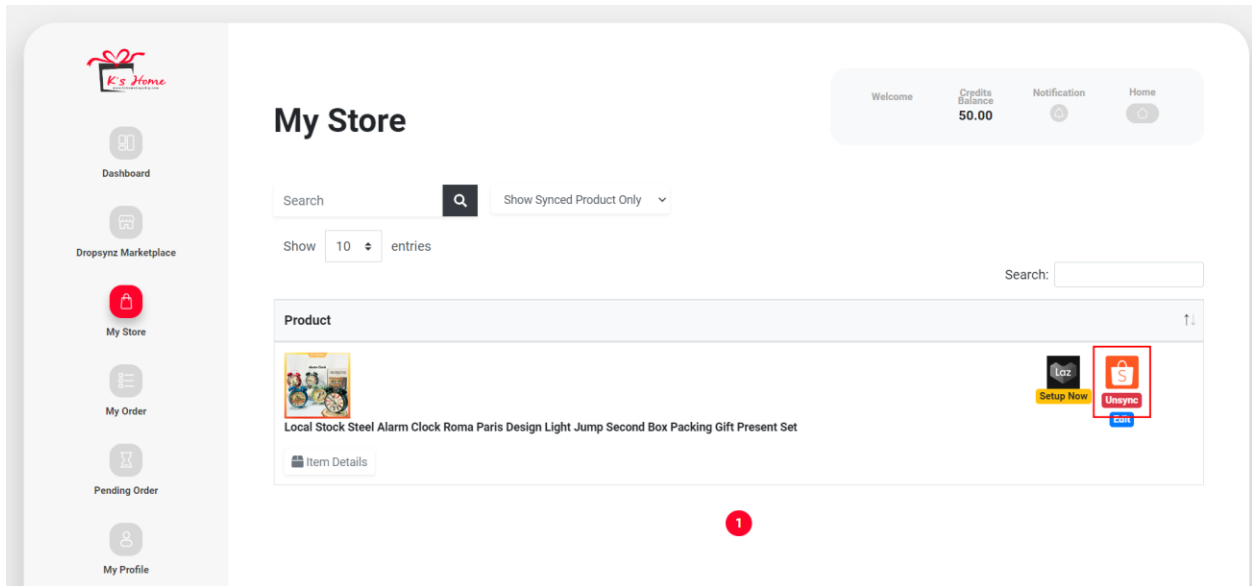 K's Home
Dashboard
Dropsynz Marketplace
My Store
My Order
Pending Order
My Profile
My Store
Welcome
Credits
Balance
50.00
Notification
Home
Search
Show Synced Product Only
Show 10 entries
Search:
Product
Laz
Setup Now
S
Unsync
Edit
Local Stock Steel Alarm Clock Roma Paris Design Light Jump Second Box Packing Gift Present Set
Item Details
1